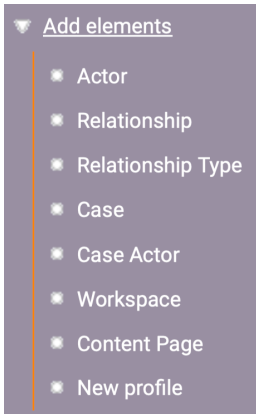 Add elements
Actor
Relationship
Relationship Type
Case
Case Actor
Workspace
Content Page
New profile